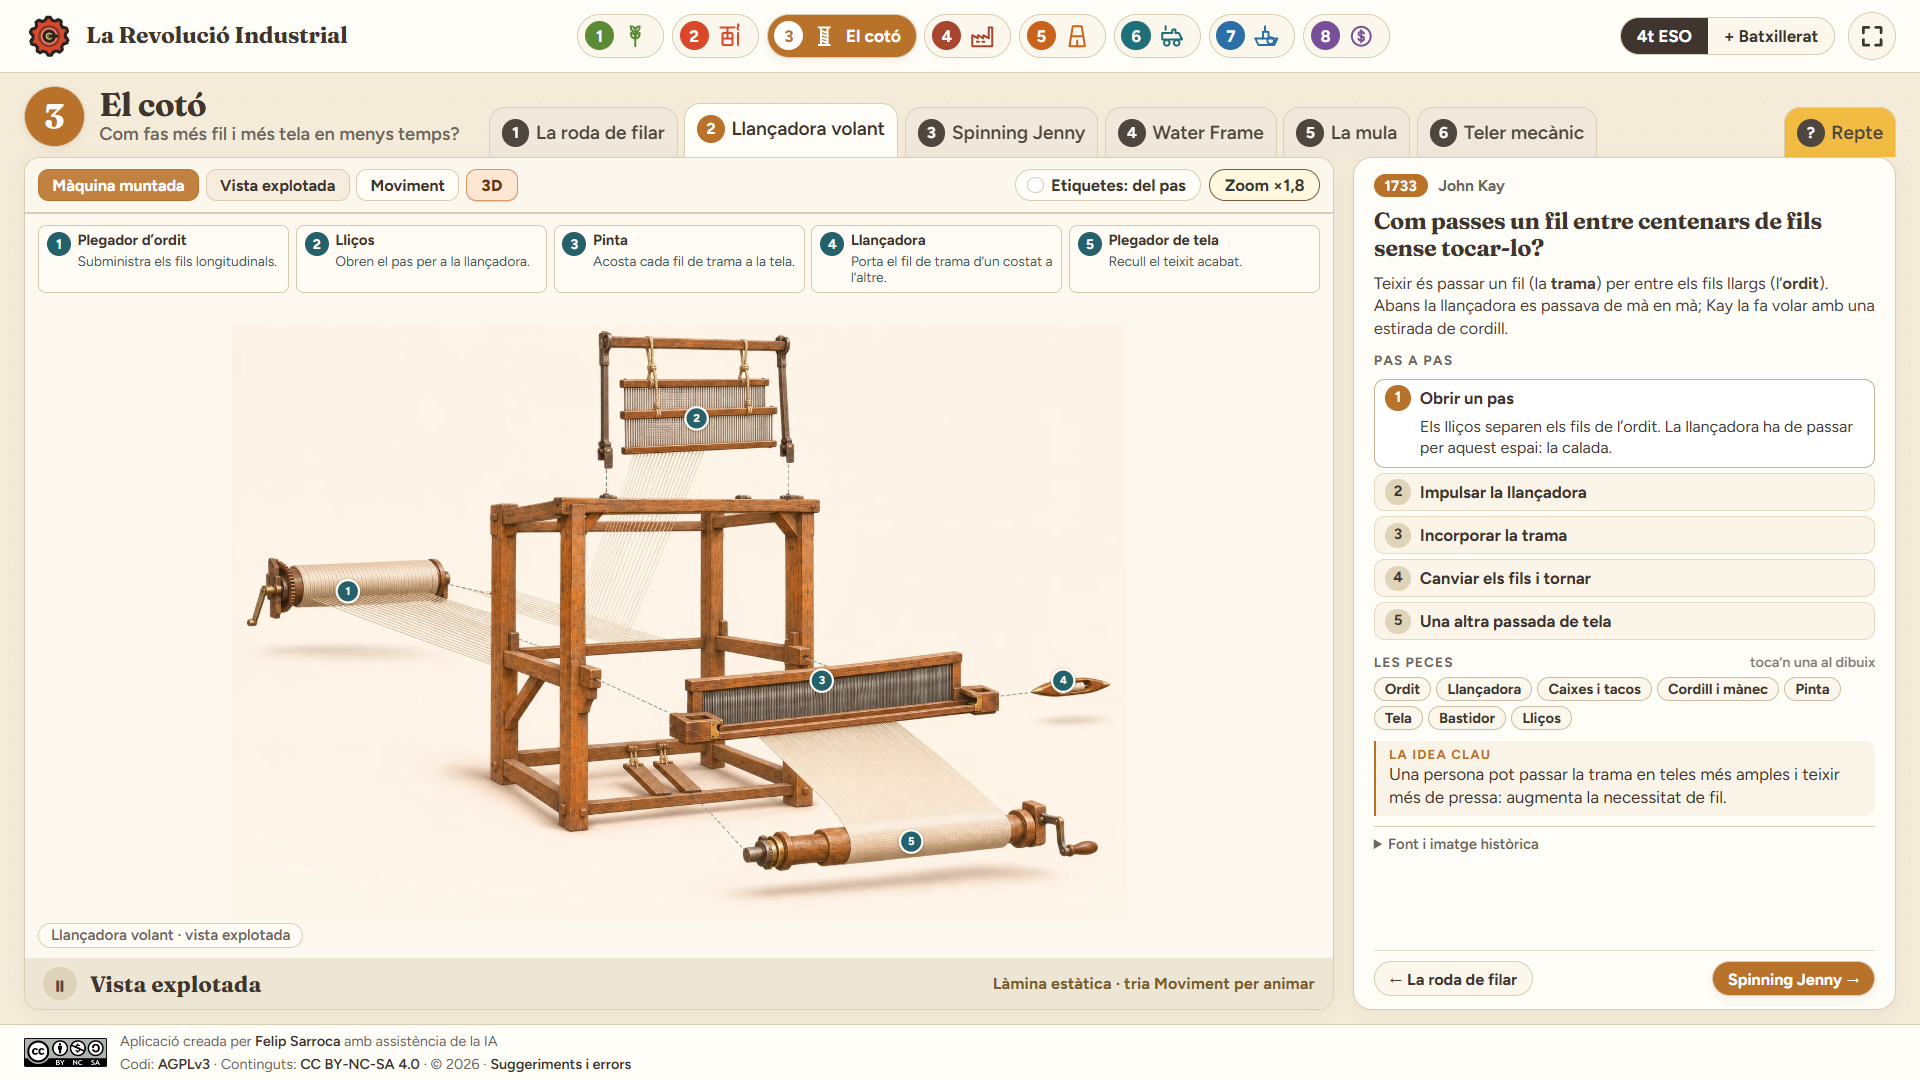 La Revolució Industrial
1
2
3 El cotó
4
5
6
7
8
4t ESO
+ Batxillerat
3
El cotó
Com fas més fil i més tela en menys temps?
1 La roda de filar
2 Llançadora volant
3 Spinning Jenny
4 Water Frame
5 La mula
6 Teler mecànic
? Repte
Màquina muntada
Vista explotada
Moviment
3D
Etiquetes: del pas
Zoom ×1,8
1 Plegador d’ordit
Subministra els fils longitudinals.
2 Lliços
Obren el pas per a la llançadora.
3 Pinta
Acosta cada fil de trama a la tela.
4 Llançadora
Porta el fil de trama d’un costat a
l’altre.
5 Plegador de tela
Recull el teixit acabat.
2
1
3
4
5
Llançadora volant · vista explotada
Vista explotada
Làmina estàtica · tria Moviment per animar
1733 John Kay
Com passes un fil entre centenars de fils
sense tocar-lo?
Teixir és passar un fil (la trama) per entre els fils llargs (l’ordit).
Abans la llançadora es passava de mà en mà; Kay la fa volar amb una
estirada de cordill.
PAS A PAS
1 Obrir un pas
Els lliços separen els fils de l’ordit. La llançadora ha de passar
per aquest espai: la calada.
2 Impulsar la llançadora
3 Incorporar la trama
4 Canviar els fils i tornar
5 Una altra passada de tela
LES PECES
toca’n una al dibuix
Ordit
Llançadora
Caixes i tacos
Cordill i mànec
Pinta
Tela
Bastidor
Lliços
LA IDEA CLAU
Una persona pot passar la trama en teles més amples i teixir
més de pressa: augmenta la necessitat de fil.
▶ Font i imatge històrica
← La roda de filar
Spinning Jenny →
cc BY NC SA
Aplicació creada per Felip Sarroca amb assistència de la IA
Codi: AGPLv3 · Continguts: CC BY-NC-SA 4.0 · © 2026 · Suggeriments i errors